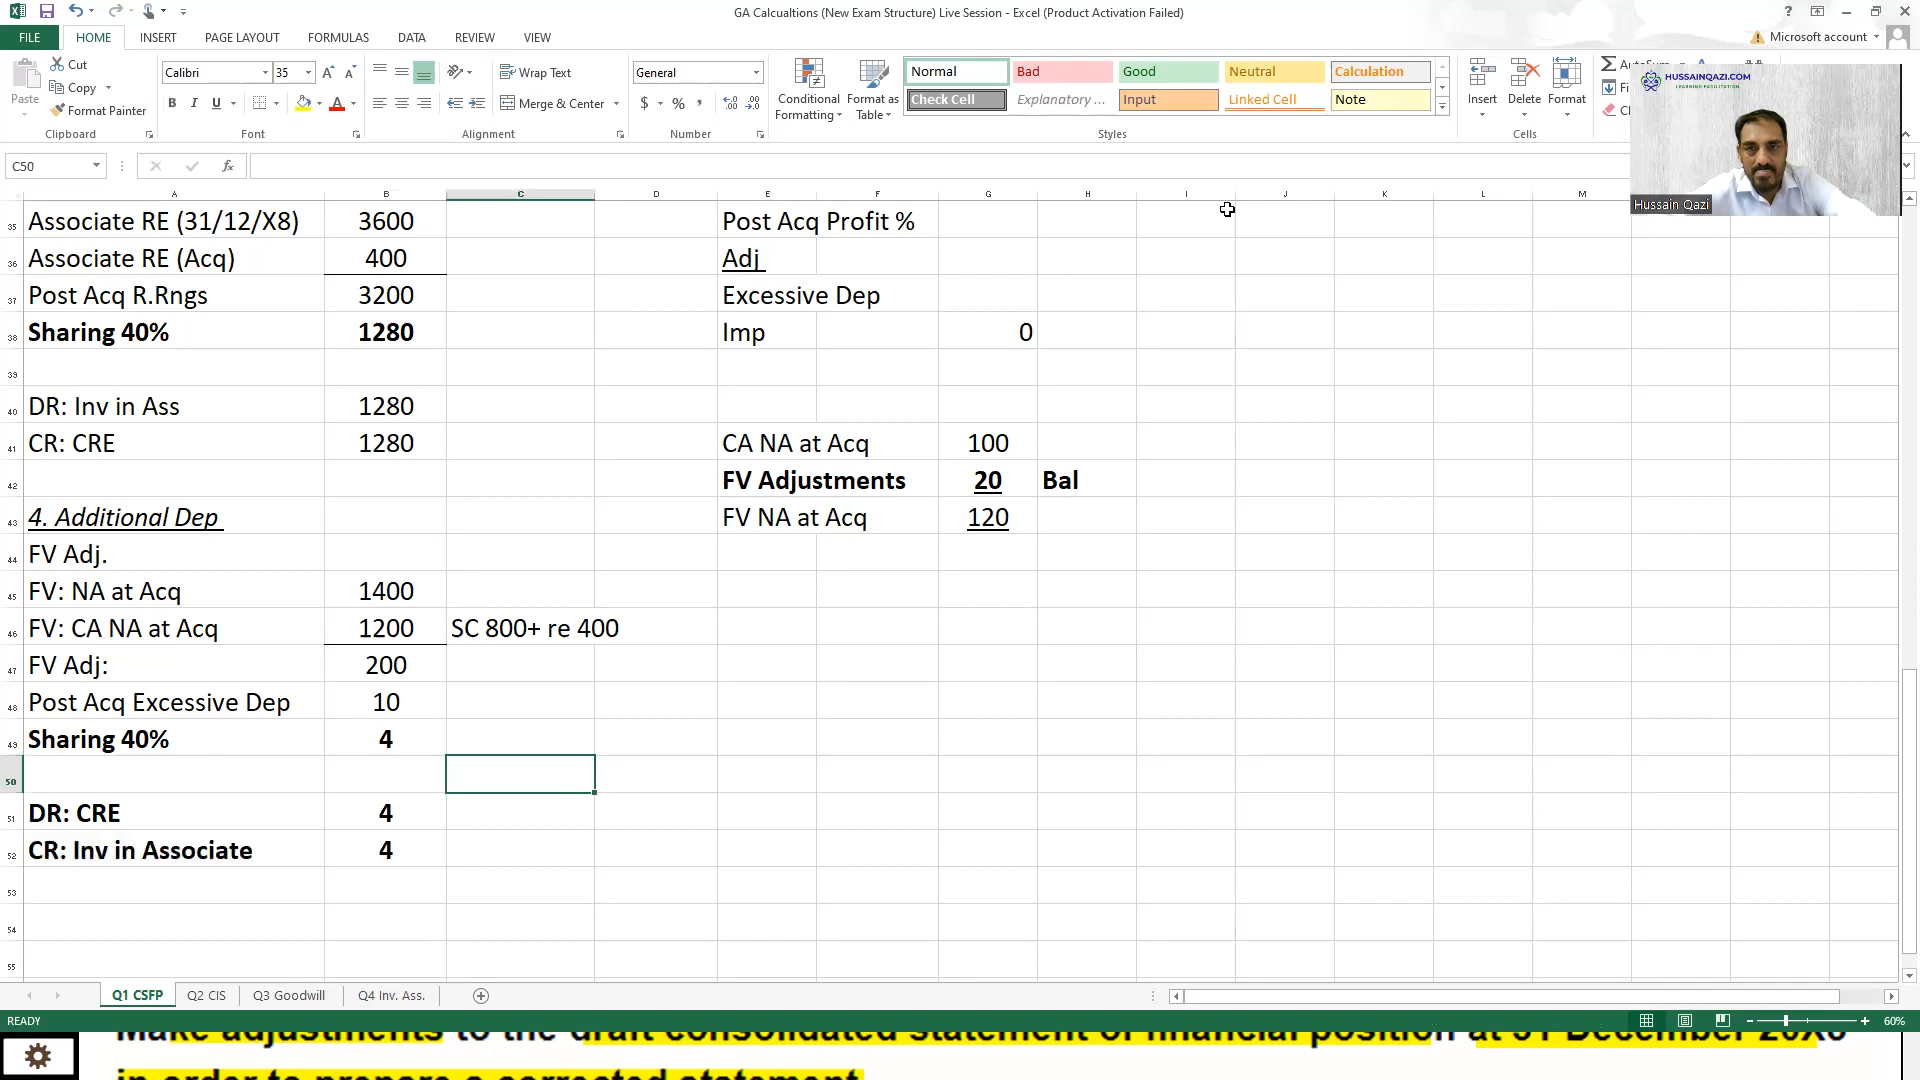 GA Calcualtions (New Exam Structure) Live Session - Excel (Product Activation Failed)
FILE HOME INSERT PAGE LAYOUT FORMULAS DATA REVIEW VIEW Microsoft account
Paste Cut Copy Format Painter Clipboard
Calibri 35 B I U Font
Wrap Text Merge & Center Alignment
General $ % Number
Conditional Formatting Format as Table
Normal Bad Good Neutral Calculation
Check Cell Explanatory ... Input Linked Cell Note
Styles
Insert Delete Format Cells
HUSSAINQAZI.COM
LEARNING FACILITATION
Hussain Qazi
C50 fx
A B C D E F G H I J K L M
35 Associate RE (31/12/X8) 3600 Post Acq Profit %
36 Associate RE (Acq) 400 Adj
37 Post Acq R.Rngs 3200 Excessive Dep
38 Sharing 40% 1280 Imp 0
39
40 DR: Inv in Ass 1280
41 CR: CRE 1280 CA NA at Acq 100
42 FV Adjustments 20 Bal
43 4. Additional Dep FV NA at Acq 120
44 FV Adj.
45 FV: NA at Acq 1400
46 FV: CA NA at Acq 1200 SC 800+ re 400
47 FV Adj: 200
48 Post Acq Excessive Dep 10
49 Sharing 40% 4
50
51 DR: CRE 4
52 CR: Inv in Associate 4
53
54
55
Q1 CSFP Q2 CIS Q3 Goodwill Q4 Inv. Ass.
READY 60%
Make adjustments to the draft consolidated statement of financial position at 31 December
in order to prepare a corrected statement